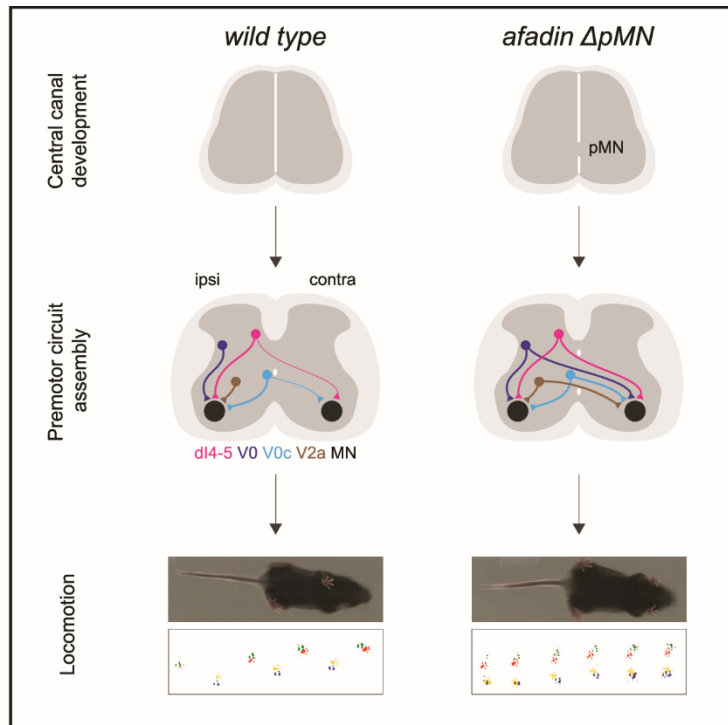 wild type
afadin ΔpMN
Central canal
development
pMN
ipsi
contra
Premotor circuit
assembly
dI4-5 V0 V0c V2a MN
Locomotion